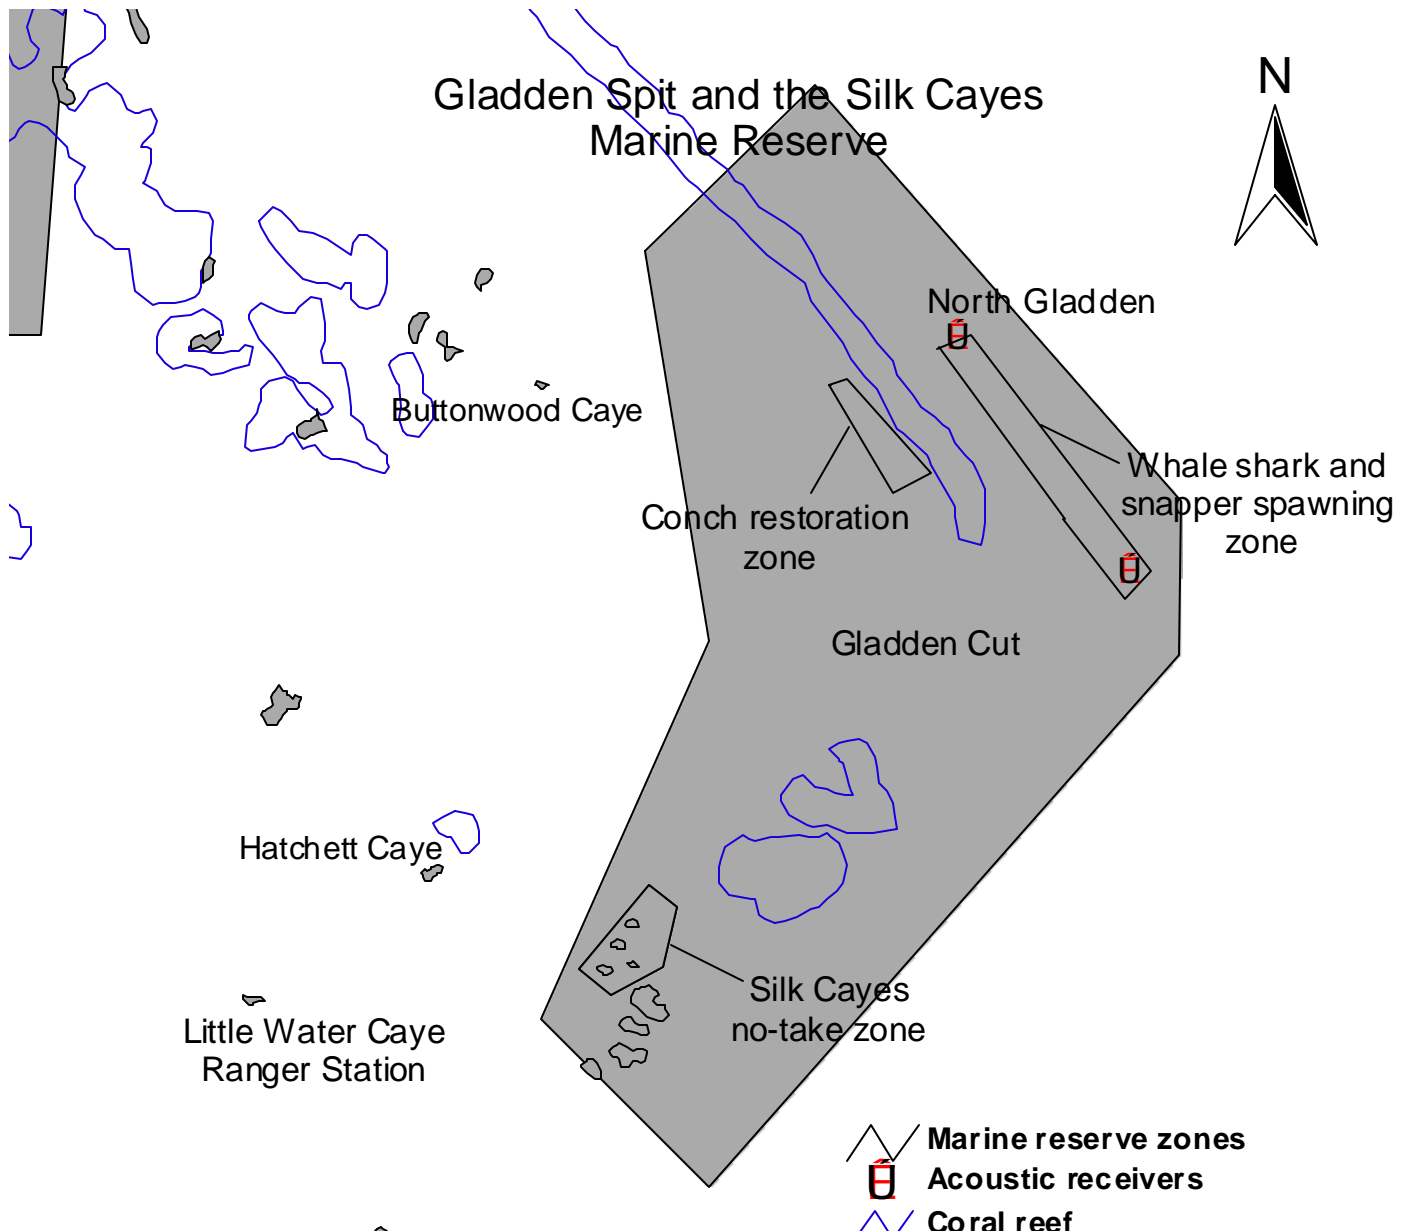 Gladden Spit and the Silk Cayes
Marine Reserve
N
North Gladden
Buttonwood Caye
Whale shark and
snapper spawning
zone
Conch restoration
zone
Gladden Cut
Hatchett Caye
Silk Cayes
no-take zone
Little Water Caye
Ranger Station
Marine reserve zones
Acoustic receivers
Coral reef